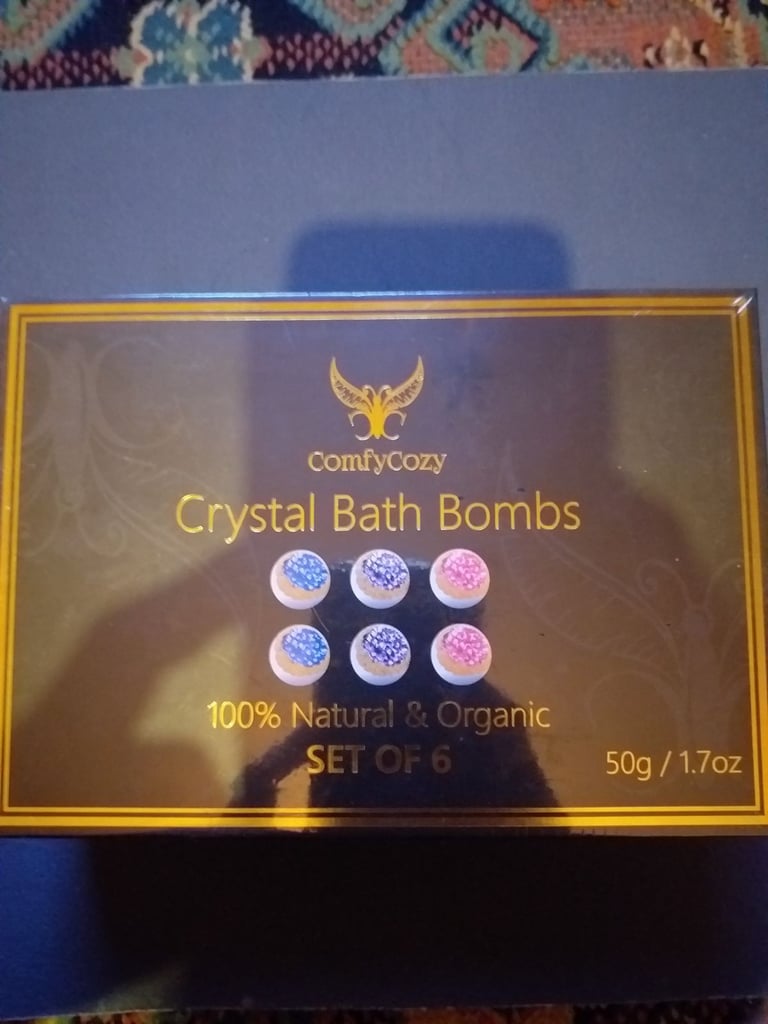 ComfyCozy
Crystal Bath Bombs
100% Natural & Organic
SET OF 6
50g / 1.7oz